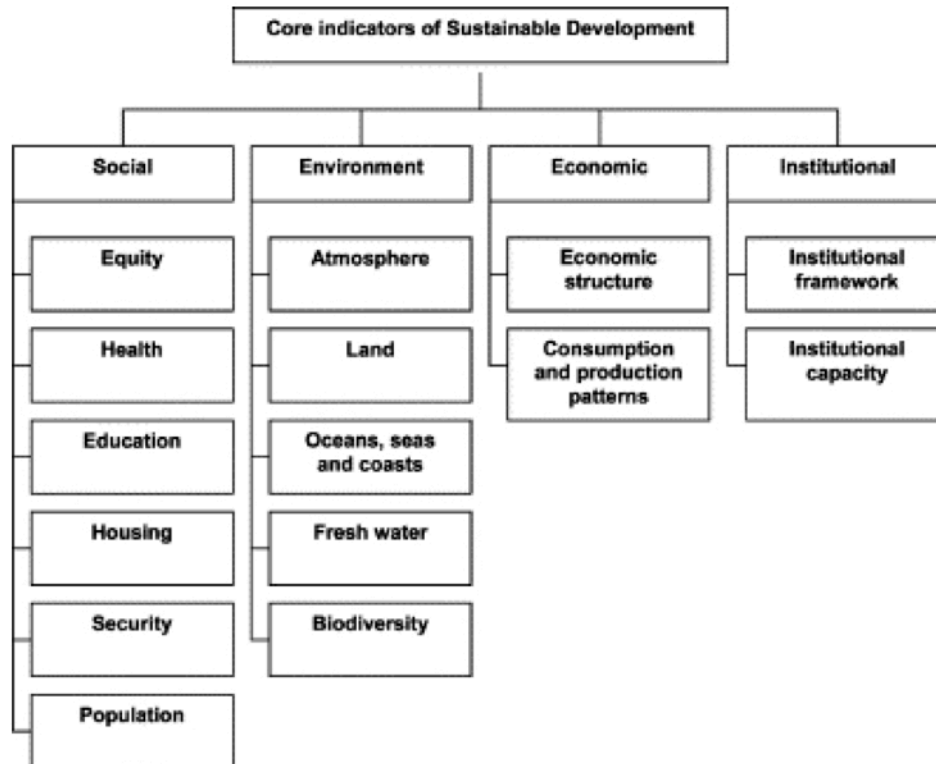 Core indicators of Sustainable Development
Social
Equity
Health
Education
Housing
Security
Population
Environment
Atmosphere
Land
Oceans, seas
and coasts
Fresh water
Biodiversity
Economic
Economic
structure
Consumption
and production
patterns
Institutional
Institutional
framework
Institutional
capacity